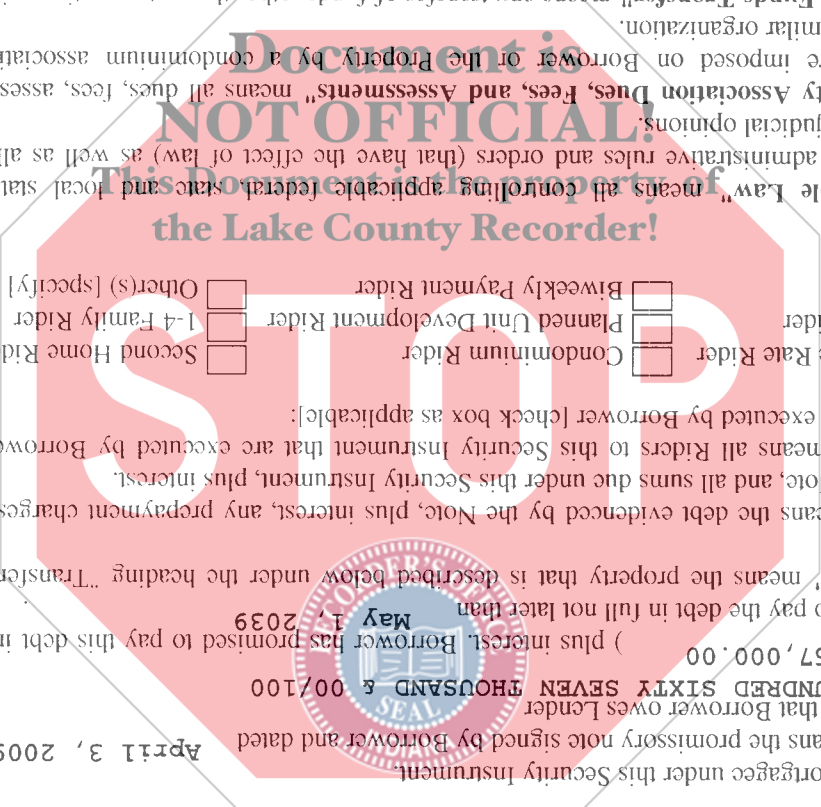 Document is
NOT OFFICIAL!
This Document is the property of
the Lake County Recorder!
STOP
RECORDER'S OFFICE
SEAL
INDIANA
ortgagee under this Security Instrument.
ans the promissory note signed by Borrower and dated April 3, 2009
that Borrower owes Lender
UNDRED SIXTY SEVEN THOUSAND & 00/100
67,000.00 ) plus interest. Borrower has promised to pay this debt in
o pay the debt in full not later than May 1, 2039 .
" means the property that is described below under the heading "Transfer
eans the debt evidenced by the Note, plus interest, any prepayment charges
ote, and all sums due under this Security Instrument, plus interest.
means all Riders to this Security Instrument that are executed by Borrowe
executed by Borrower [check box as applicable]:
e Rate Rider Condominium Rider Second Home Rid
ider Planned Unit Development Rider 1-4 Family Rider
Biweekly Payment Rider Other(s) [specify]
le Law" means all controlling applicable federal, state and local stat
administrative rules and orders (that have the effect of law) as well as all
judicial opinions.
ty Association Dues, Fees, and Assessments" means all dues, fees, asses
re imposed on Borrower or the Property by a condominium associati
milar organization.